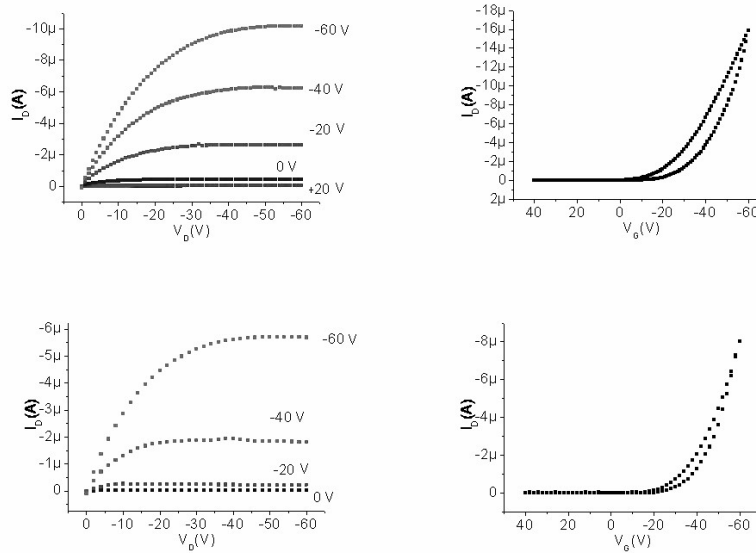 -10µ
-8µ
-6µ
-4µ
-2µ
0
I_D(A)
-60 V
-40 V
-20 V
0 V
+20 V
0 -10 -20 -30 -40 -50 -60
V_D(V)
-18µ
-16µ
-14µ
-12µ
-10µ
-8µ
-6µ
-4µ
-2µ
0
2µ
I_D(A)
40 20 0 -20 -40 -60
V_G(V)
-6µ
-5µ
-4µ
-3µ
-2µ
-1µ
0
I_D(A)
-60 V
-40 V
-20 V
0 V
0 -10 -20 -30 -40 -50 -60
V_D(V)
-8µ
-6µ
-4µ
-2µ
0
I_D(A)
40 20 0 -20 -40 -60
V_G(V)